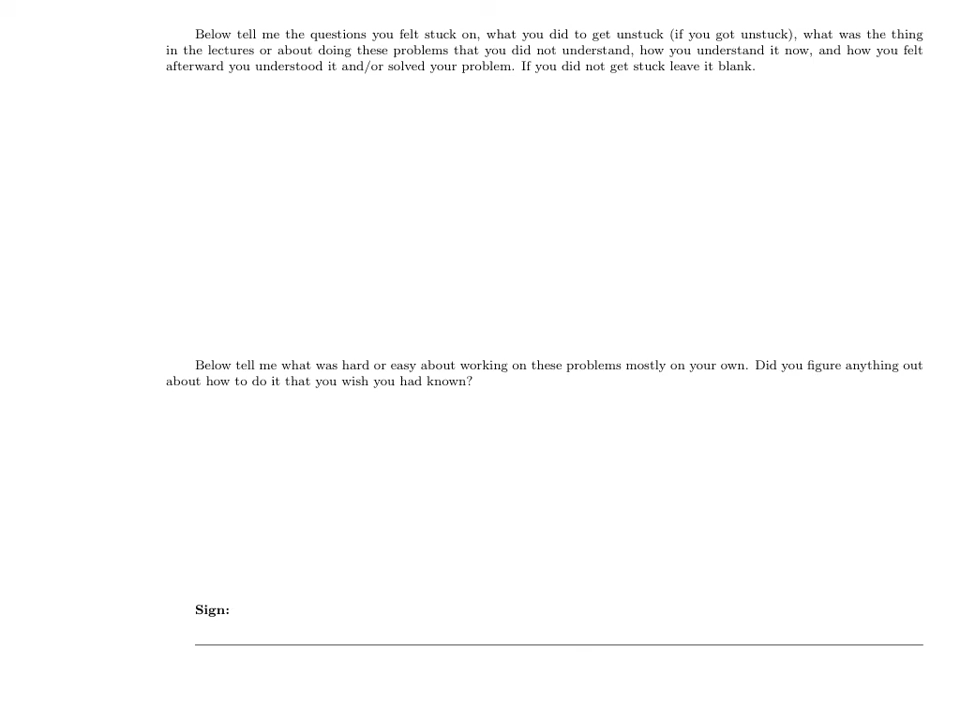 Below tell me the questions you felt stuck on, what you did to get unstuck (if you got unstuck), what was the thing
in the lectures or about doing these problems that you did not understand, how you understand it now, and how you felt
afterward you understood it and/or solved your problem. If you did not get stuck leave it blank.
Below tell me what was hard or easy about working on these problems mostly on your own. Did you figure anything out
about how to do it that you wish you had known?
Sign: